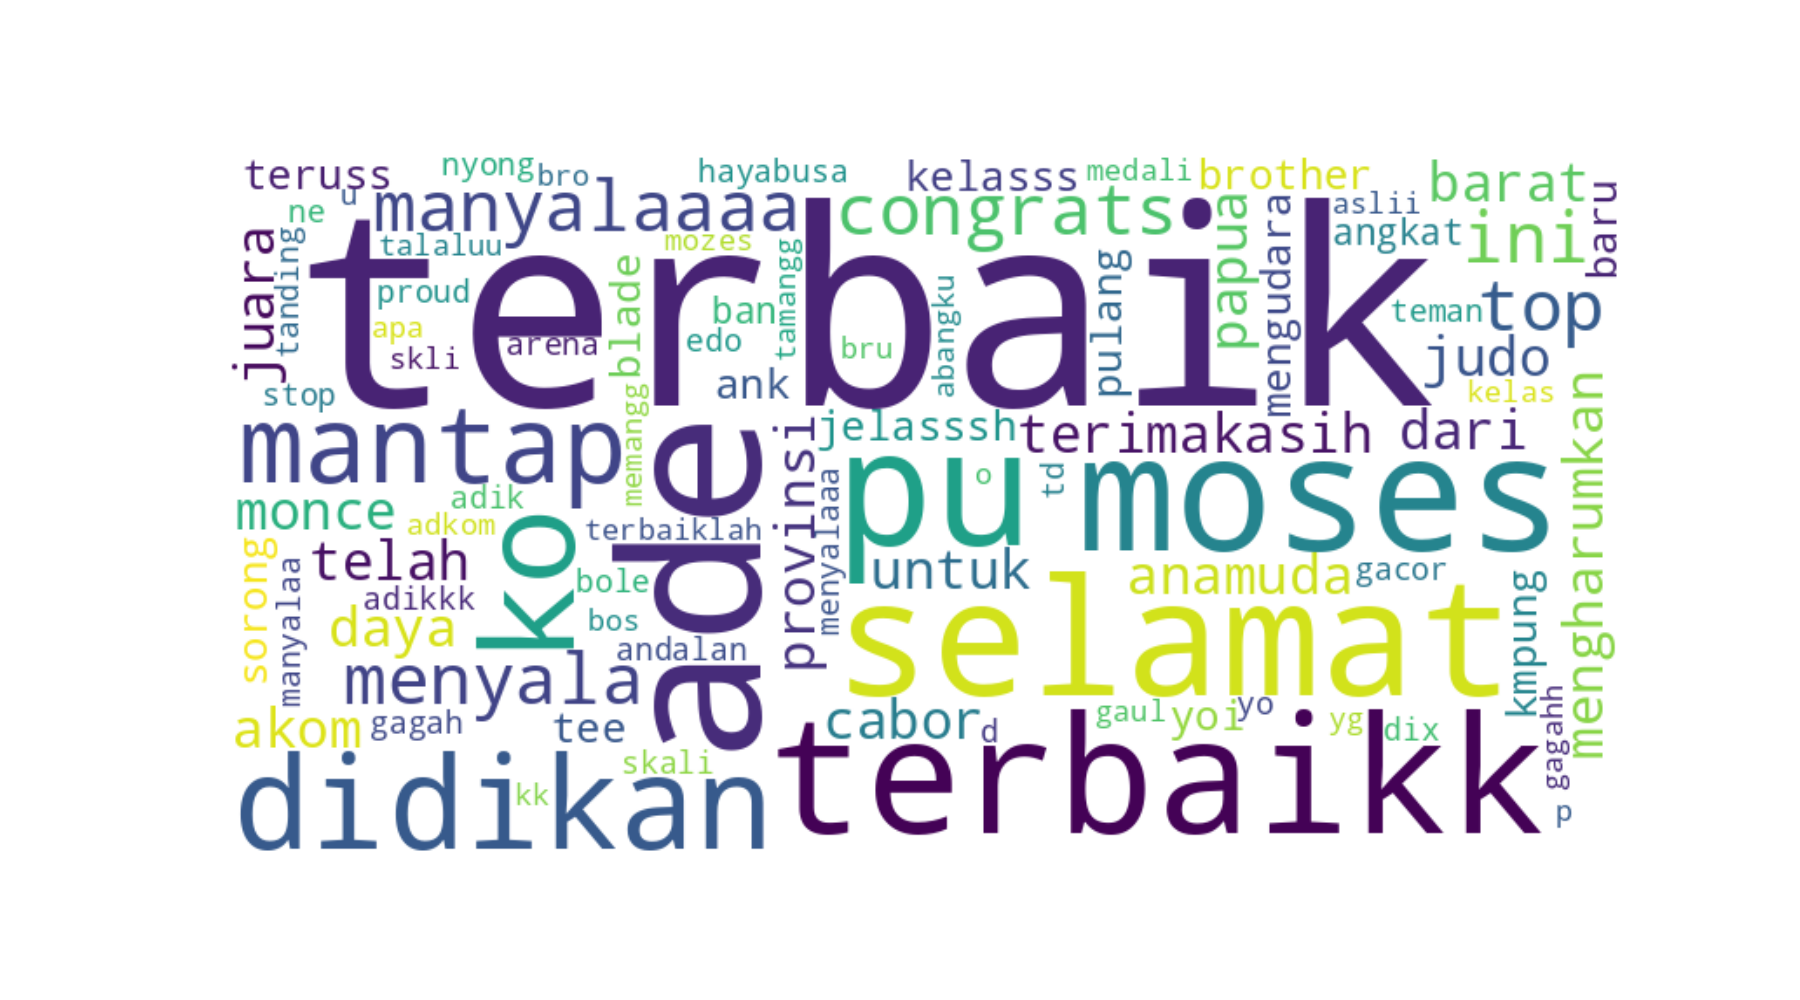 teruss
nyong
bro
hayabusa
kelasss
medali
brother
barat
u
ne
manyalaaaa
congrats
papua
mengudara
aslii
angkat
ini
baru
juara
tanding
talaluu
mozes
tamangg
terbaik
proud
blade
ban
abangku
pulang
teman
top
apa
skli
arena
edo
bru
judo
stop
ank
kelas
mantap
memangg
ade
provinsi
jelasssh
terimakasih
dari
mengharumkan
monce
adik
adkom
ko
terbaiklah
menyalaaa
pu
o
td
moses
sorong
manyalaa
telah
adikkk
bole
untuk
anamuda
gacor
kmpung
daya
bos
andalan
selamat
menyala
akom
gagah
tee
cabor
d
gaul
yoi
yo
yg
dix
gagahh
didikan
kk
skali
terbaikk
p